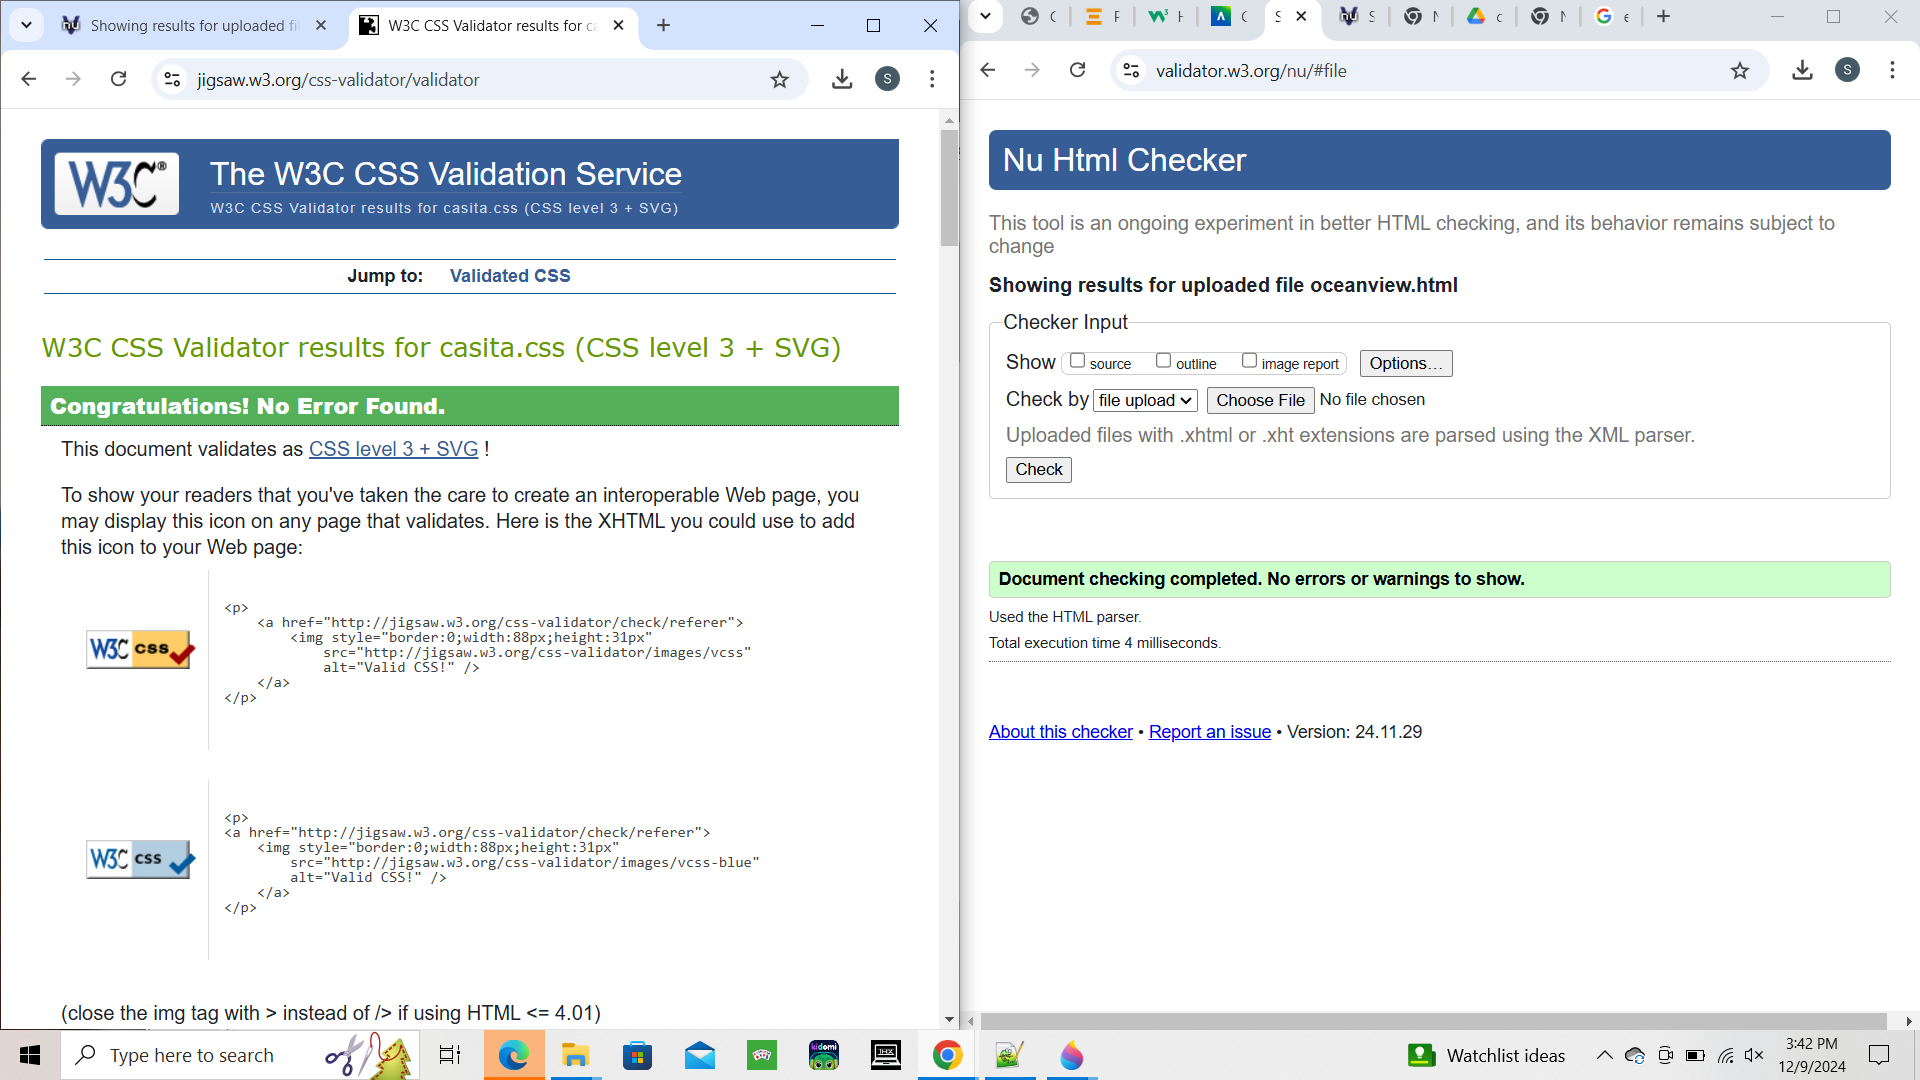 Showing results for uploaded fi
W3C CSS Validator results for ca
jigsaw.w3.org/css-validator/validator
S
W3C®
The W3C CSS Validation Service
W3C CSS Validator results for casita.css (CSS level 3 + SVG)
Jump to: Validated CSS
W3C CSS Validator results for casita.css (CSS level 3 + SVG)
Congratulations! No Error Found.
This document validates as CSS level 3 + SVG !
To show your readers that you've taken the care to create an interoperable Web page, you
may display this icon on any page that validates. Here is the XHTML you could use to add
this icon to your Web page:
W3C css
<p>
<a href="http://jigsaw.w3.org/css-validator/check/referer">
<img style="border:0;width:88px;height:31px"
src="http://jigsaw.w3.org/css-validator/images/vcss"
alt="Valid CSS!" />
</a>
</p>
W3C css
<p>
<a href="http://jigsaw.w3.org/css-validator/check/referer">
<img style="border:0;width:88px;height:31px"
src="http://jigsaw.w3.org/css-validator/images/vcss-blue"
alt="Valid CSS!" />
</a>
</p>
(close the img tag with > instead of /> if using HTML <= 4.01)
validator.w3.org/nu/#file
S
Nu Html Checker
This tool is an ongoing experiment in better HTML checking, and its behavior remains subject to
change
Showing results for uploaded file oceanview.html
Checker Input
Show source outline image report Options...
Check by file upload Choose File No file chosen
Uploaded files with .xhtml or .xht extensions are parsed using the XML parser.
Check
Document checking completed. No errors or warnings to show.
Used the HTML parser.
Total execution time 4 milliseconds.
About this checker • Report an issue • Version: 24.11.29
Type here to search
kidomi
Watchlist ideas
3:42 PM
12/9/2024